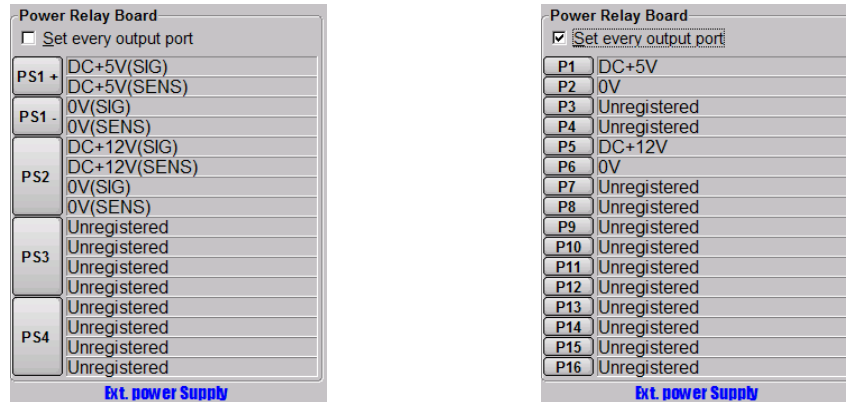 Power Relay Board
Set every output port
PS1 +
DC+5V(SIG)
DC+5V(SENS)
PS1 -
0V(SIG)
0V(SENS)
PS2
DC+12V(SIG)
DC+12V(SENS)
0V(SIG)
0V(SENS)
PS3
Unregistered
Unregistered
Unregistered
Unregistered
PS4
Unregistered
Unregistered
Unregistered
Unregistered
Ext. power Supply
Power Relay Board
Set every output port
P1 DC+5V
P2 0V
P3 Unregistered
P4 Unregistered
P5 DC+12V
P6 0V
P7 Unregistered
P8 Unregistered
P9 Unregistered
P10 Unregistered
P11 Unregistered
P12 Unregistered
P13 Unregistered
P14 Unregistered
P15 Unregistered
P16 Unregistered
Ext. power Supply